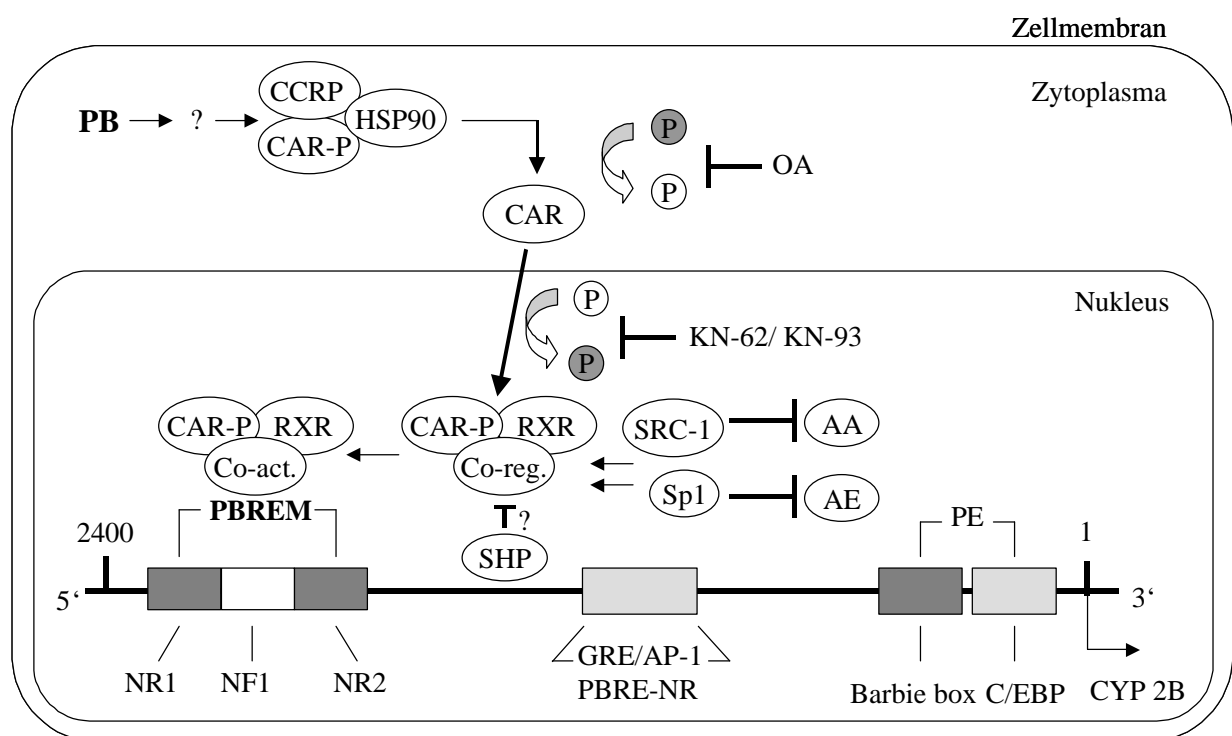 Zellmembran
Zytoplasma
PB
?
CCRP
HSP90
CAR-P
P
P
OA
CAR
Nukleus
P
P
KN-62/ KN-93
CAR-P
RXR
Co-act.
CAR-P
RXR
Co-reg.
SRC-1
AA
Sp1
AE
PBREM
?
SHP
PE
2400
1
5‘
3‘
NR1
NF1
NR2
GRE/AP-1
PBRE-NR
Barbie box
C/EBP
CYP 2B